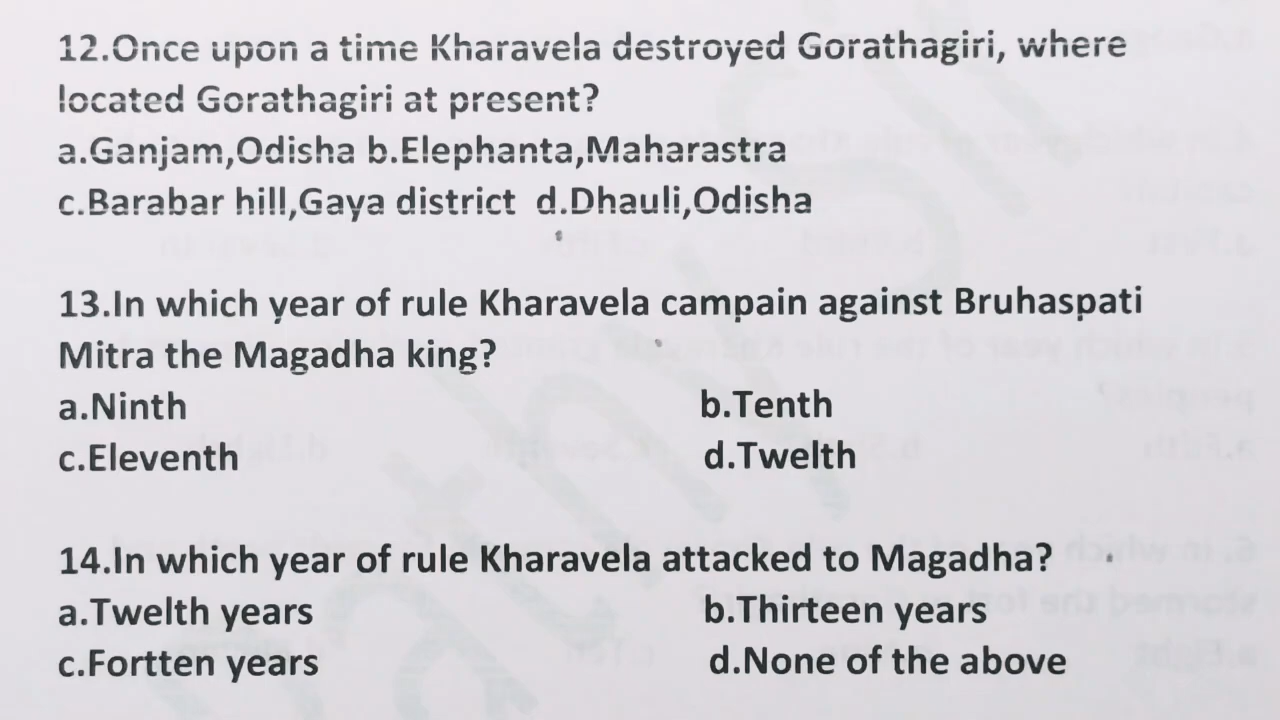 12.Once upon a time Kharavela destroyed Gorathagiri, where
located Gorathagiri at present?
a.Ganjam,Odisha b.Elephanta,Maharastra
c.Barabar hill,Gaya district d.Dhauli,Odisha
13.In which year of rule Kharavela campain against Bruhaspati
Mitra the Magadha king?
a.Ninth b.Tenth
c.Eleventh d.Twelth
14.In which year of rule Kharavela attacked to Magadha?
a.Twelth years b.Thirteen years
c.Fortten years d.None of the above